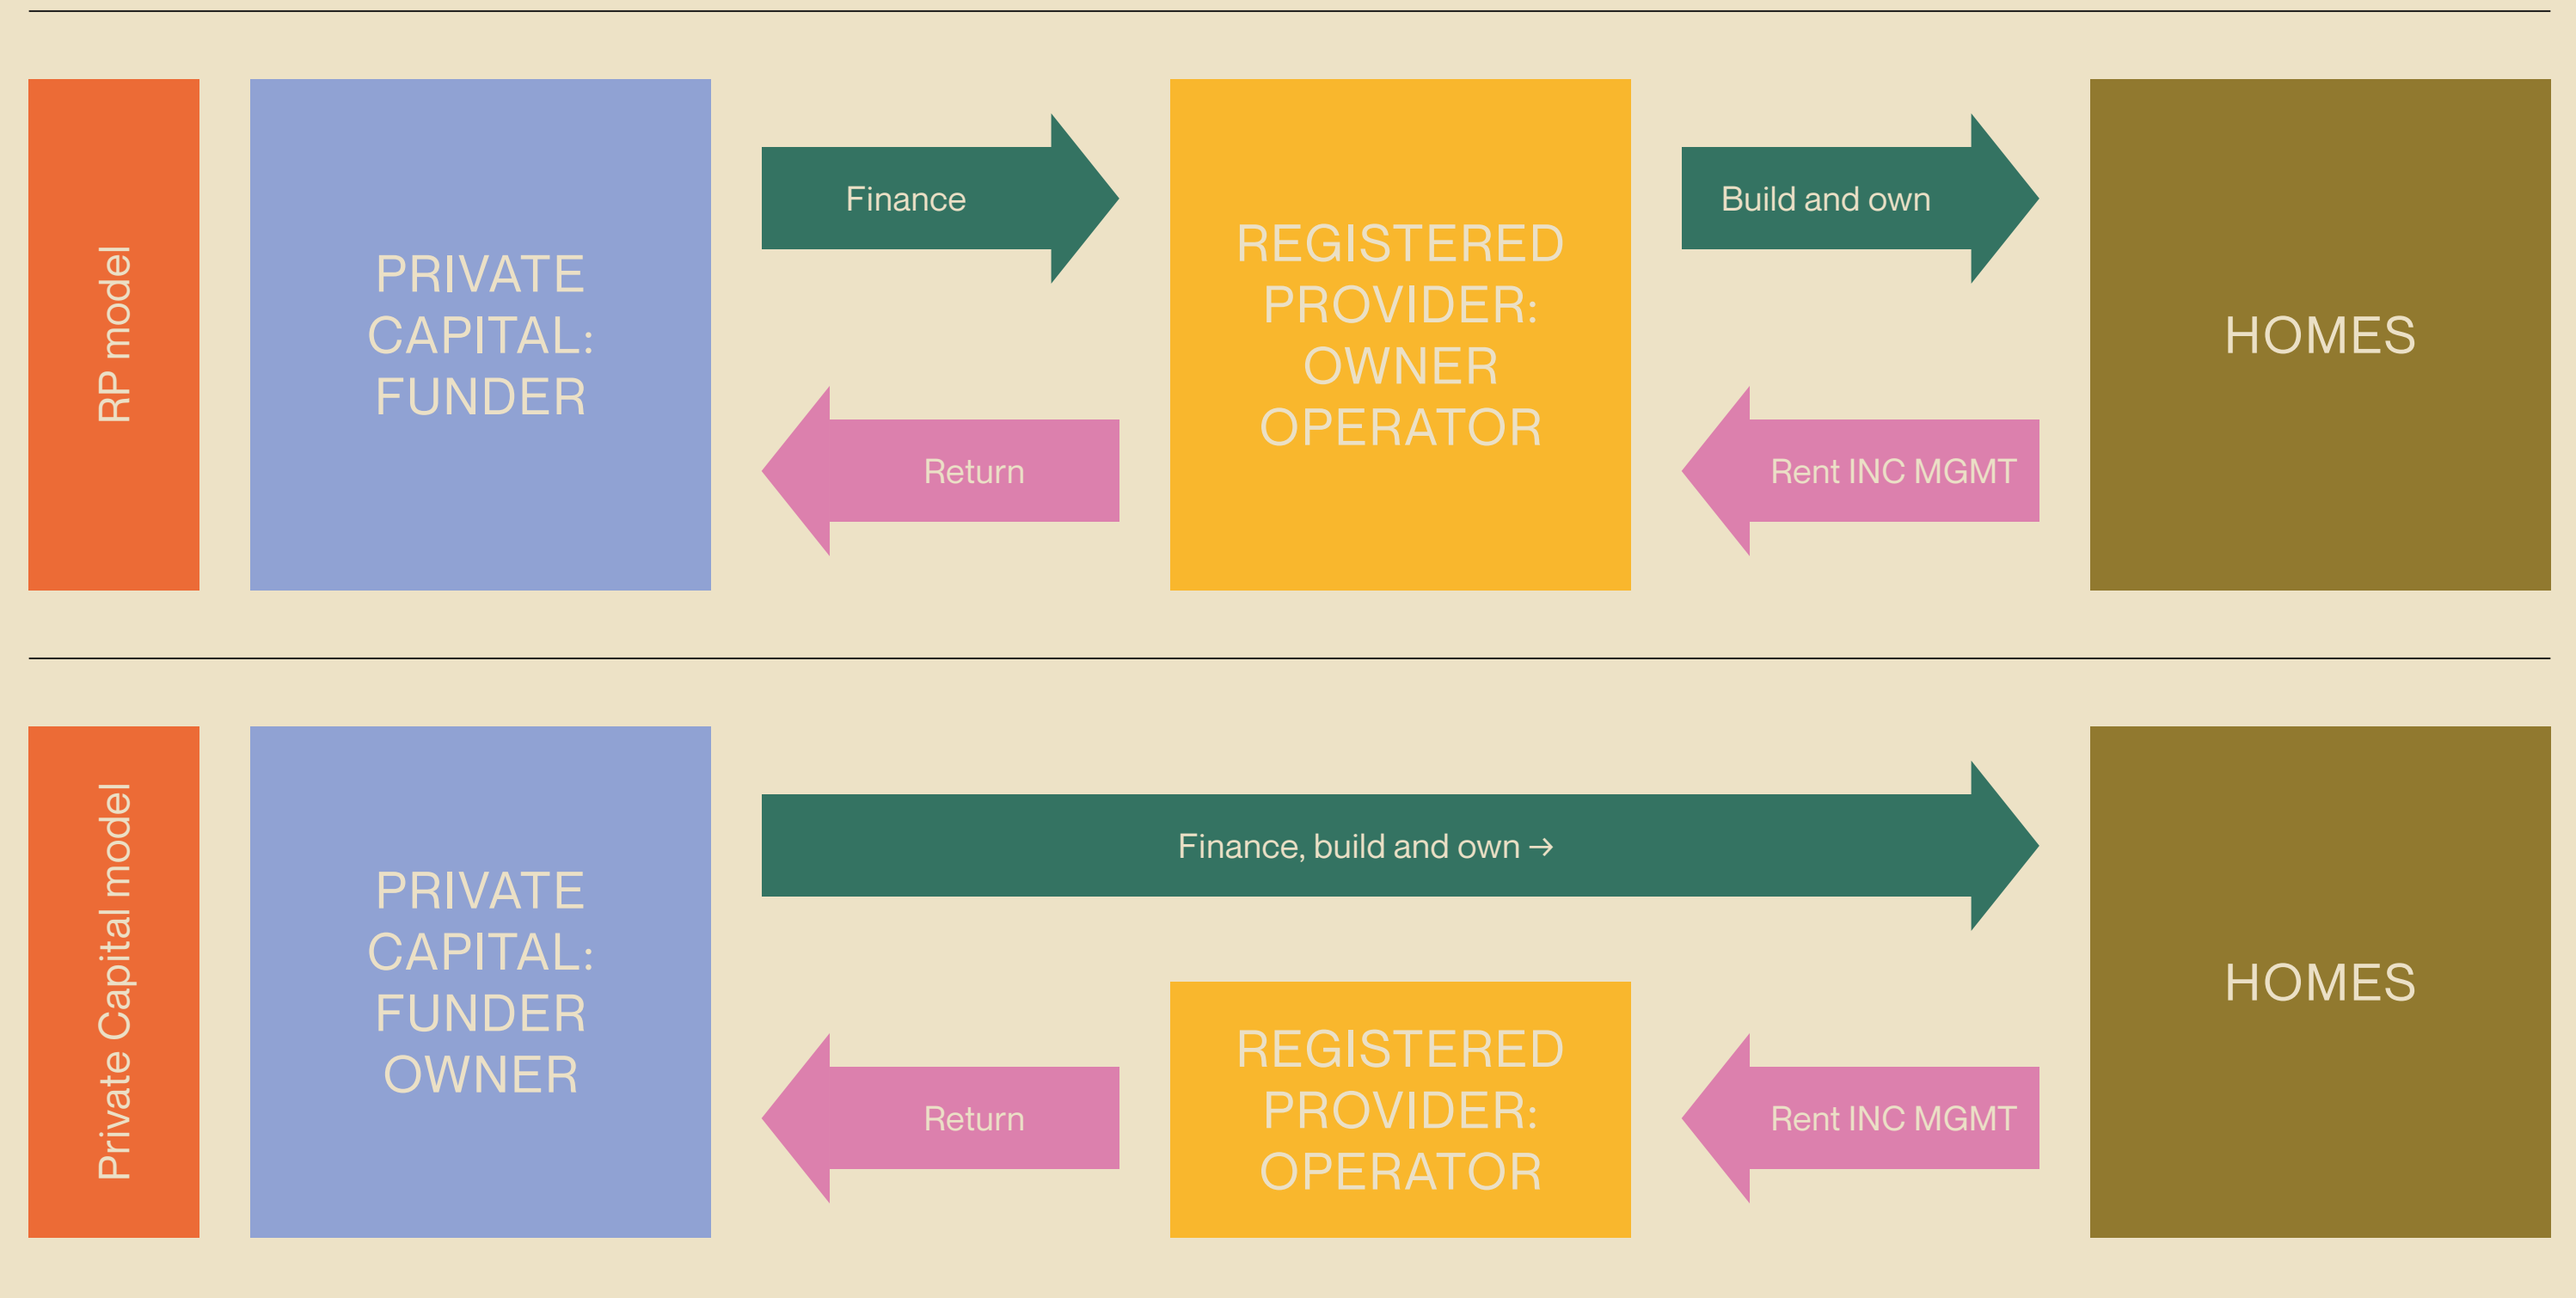 RP model
PRIVATE
CAPITAL:
FUNDER
Finance
Return
REGISTERED
PROVIDER:
OWNER
OPERATOR
Build and own
Rent INC MGMT
HOMES
Private Capital model
PRIVATE
CAPITAL:
FUNDER
OWNER
Finance, build and own →
Return
REGISTERED
PROVIDER:
OPERATOR
Rent INC MGMT
HOMES